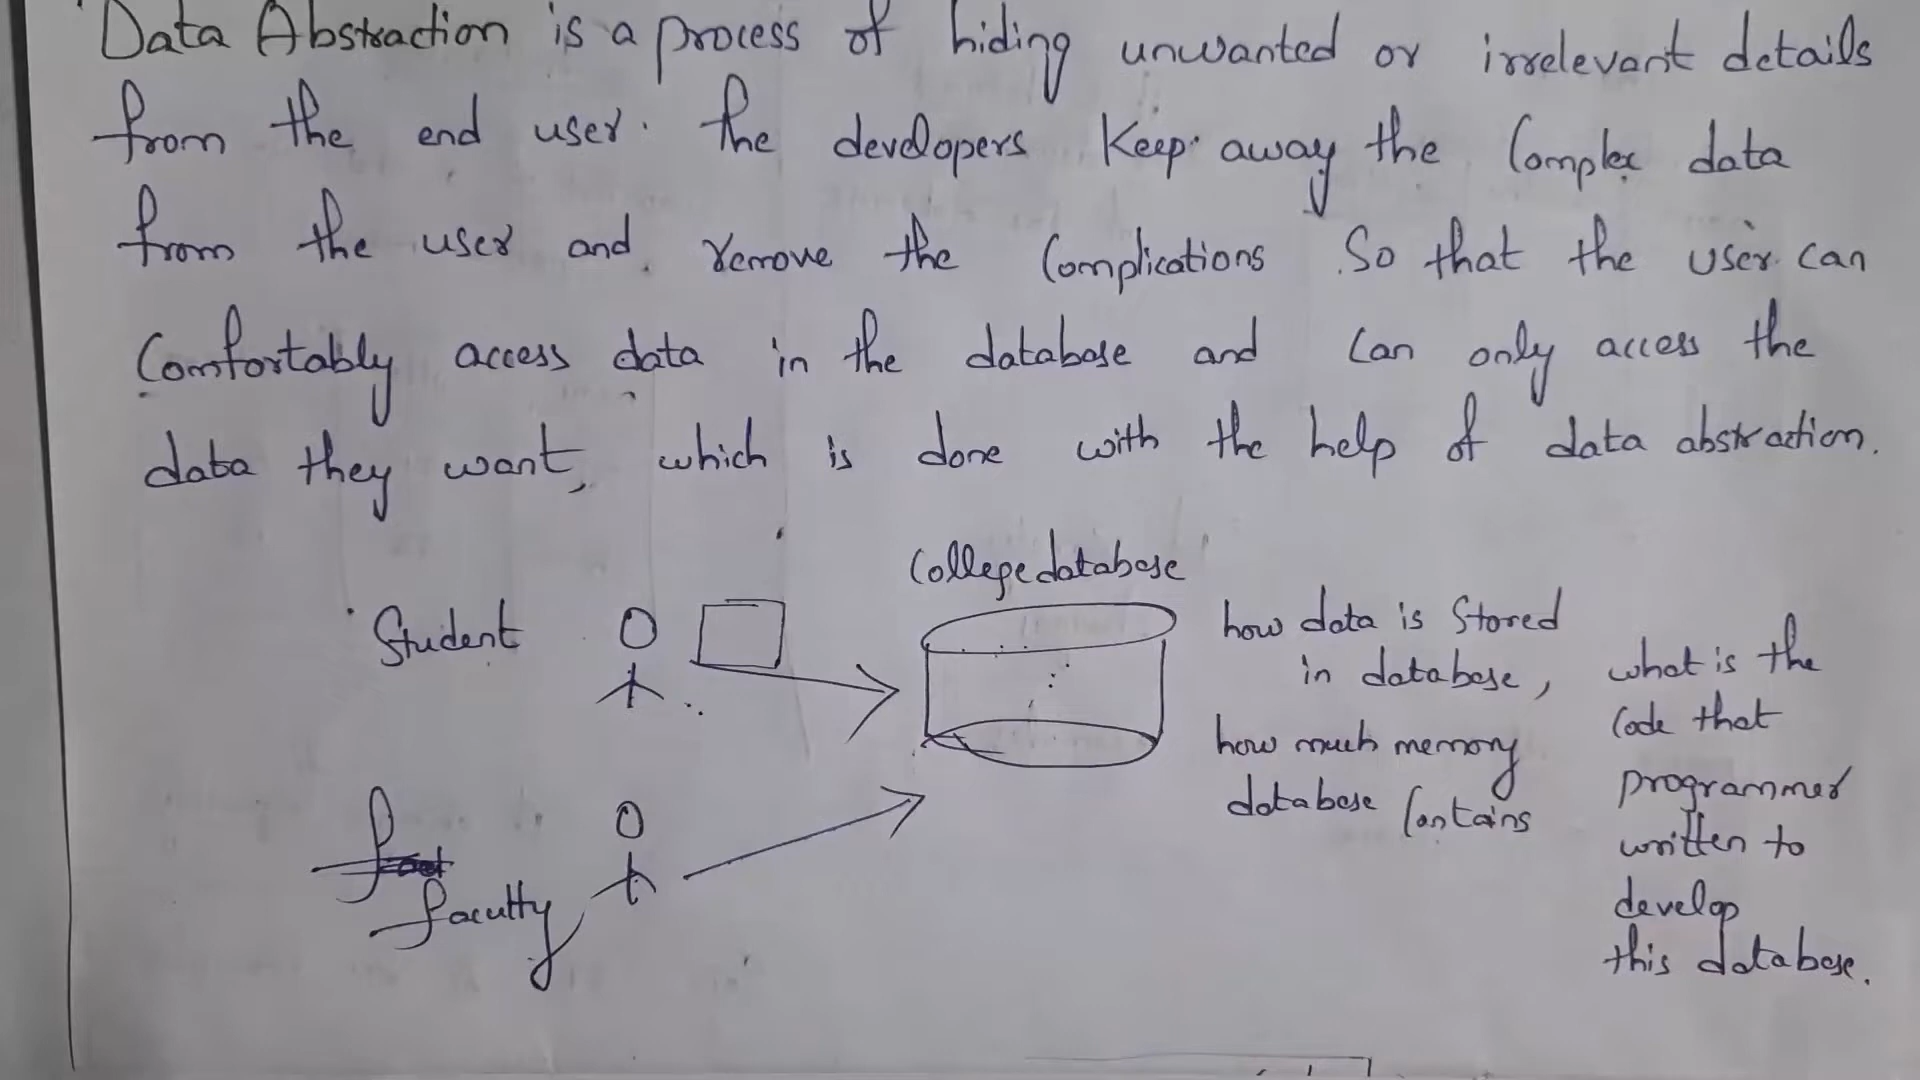 Data Abstraction is a process of hiding unwanted or irrelevant details
from the end user. the developers Keep away the Complex data
from the user and remove the Complications So that the user can
Comfortably access data in the database and Can only access the
data they want, which is done with the help of data abstraction.
College database
Student
how data is Stored
in database,
how much memory
database Contains
what is the
Code that
programmer
written to
develop
this database.
faculty